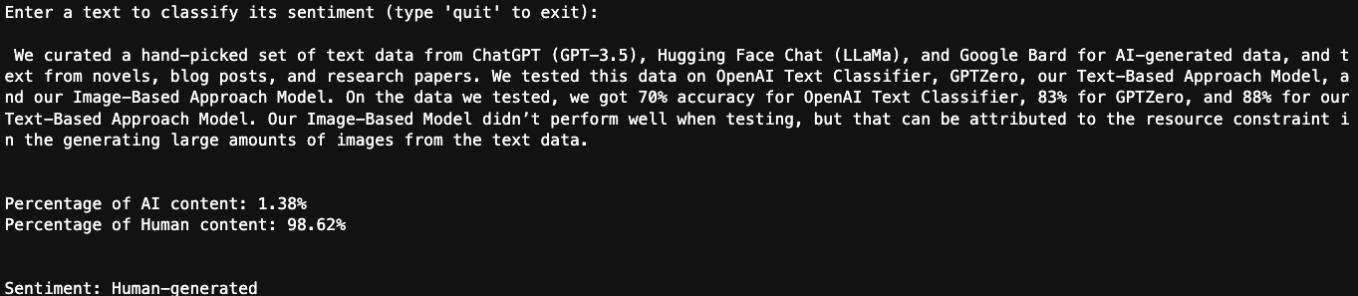 Enter a text to classify its sentiment (type 'quit' to exit):
We curated a hand-picked set of text data from ChatGPT (GPT-3.5), Hugging Face Chat (LLaMa), and Google Bard for AI-generated data, and t
ext from novels, blog posts, and research papers. We tested this data on OpenAI Text Classifier, GPTZero, our Text-Based Approach Model, a
nd our Image-Based Approach Model. On the data we tested, we got 70% accuracy for OpenAI Text Classifier, 83% for GPTZero, and 88% for our
Text-Based Approach Model. Our Image-Based Model didn’t perform well when testing, but that can be attributed to the resource constraint i
n the generating large amounts of images from the text data.
Percentage of AI content: 1.38%
Percentage of Human content: 98.62%
Sentiment: Human-generated